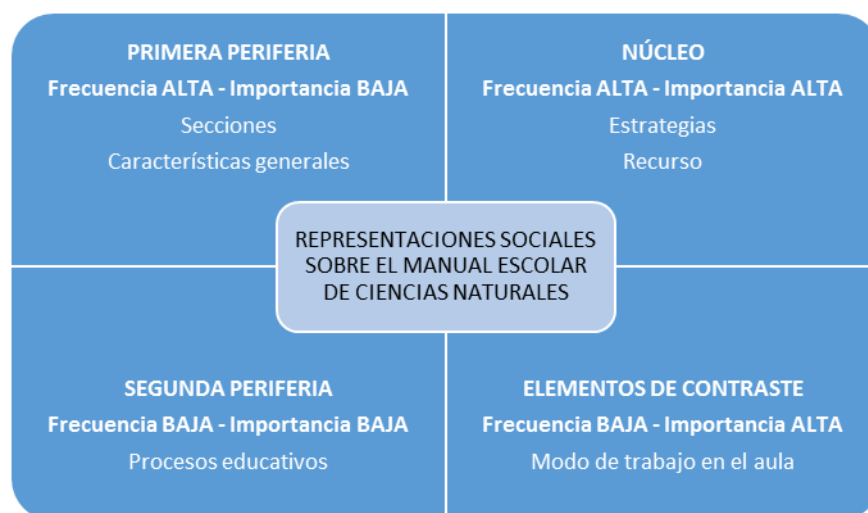 PRIMERA PERIFERIA
Frecuencia ALTA - Importancia BAJA
Secciones
Características generales
NÚCLEO
Frecuencia ALTA - Importancia ALTA
Estrategias
Recurso
REPRESENTACIONES SOCIALES
SOBRE EL MANUAL ESCOLAR
DE CIENCIAS NATURALES
SEGUNDA PERIFERIA
Frecuencia BAJA - Importancia BAJA
Procesos educativos
ELEMENTOS DE CONTRASTE
Frecuencia BAJA - Importancia ALTA
Modo de trabajo en el aula